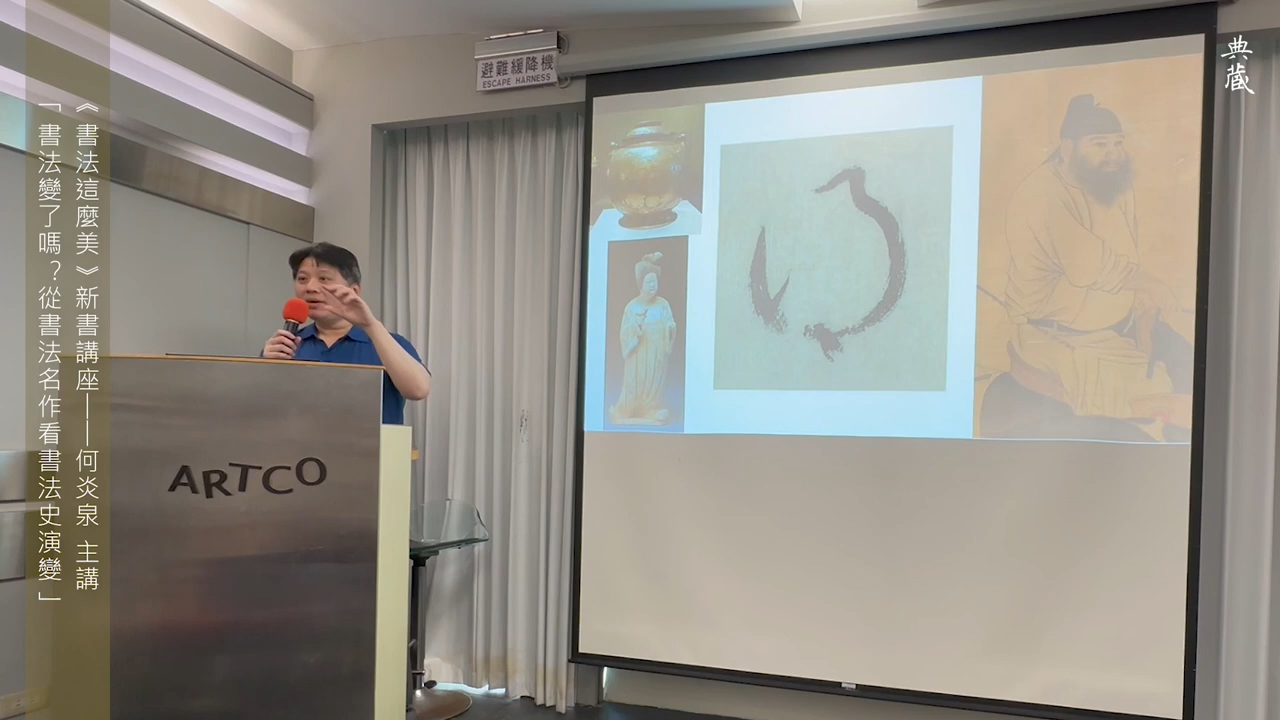 《書法這麼美》新書講座——何炎泉 主講
「書法變了嗎？從書法名作看書法史演變」
避難緩降機
ESCAPE HARNESS
典藏
ARTCO